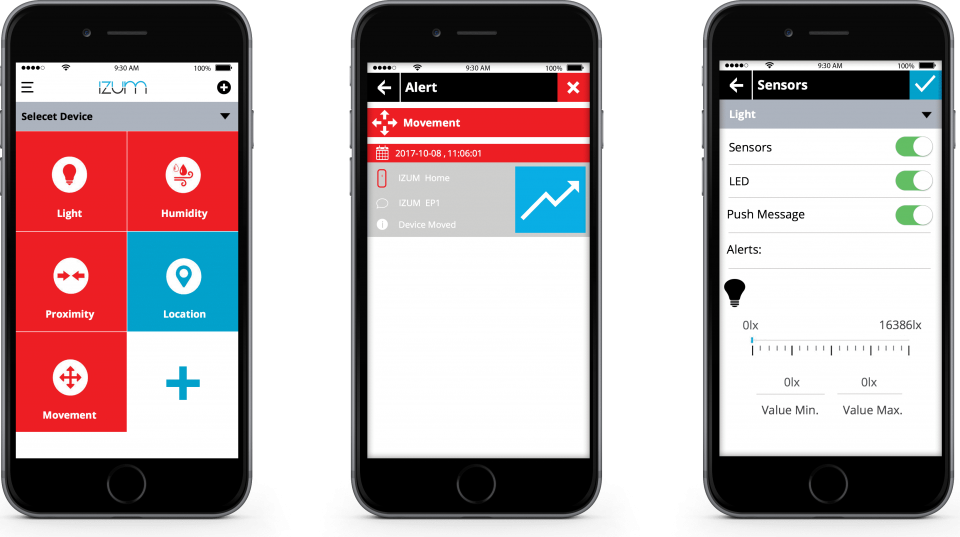 9:30 AM 100%
IZUM
Selecet Device
Light Humidity
Proximity Location
Movement
9:30 AM 100%
Alert
Movement
2017-10-08 , 11:06:01
IZUM Home
IZUM EP1
Device Moved
9:30 AM 100%
Sensors
Light
Sensors
LED
Push Message
Alerts:
0lx 16386lx
0lx 0lx
Value Min. Value Max.